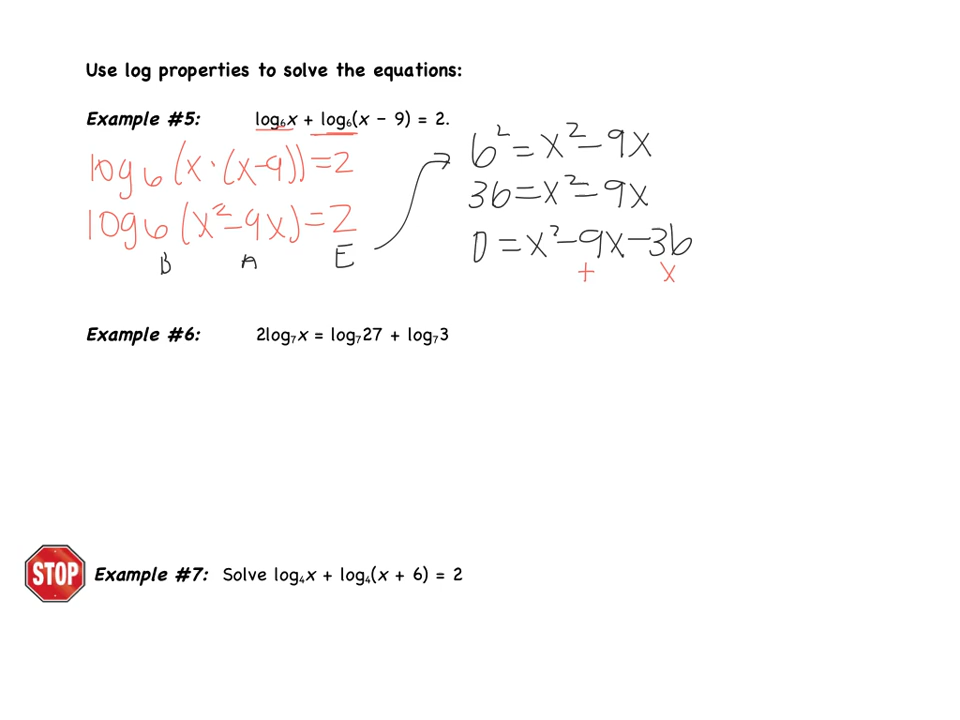 Use log properties to solve the equations:
Example #5: log₆x + log₆(x − 9) = 2.
log₆(x·(x−9))=2
log₆(x²−9x)=2
B A E
6²=x²−9x
36=x²−9x
0=x²−9x−36
+ x
Example #6: 2log₇x = log₇27 + log₇3
STOP Example #7: Solve log₄x + log₄(x + 6) = 2